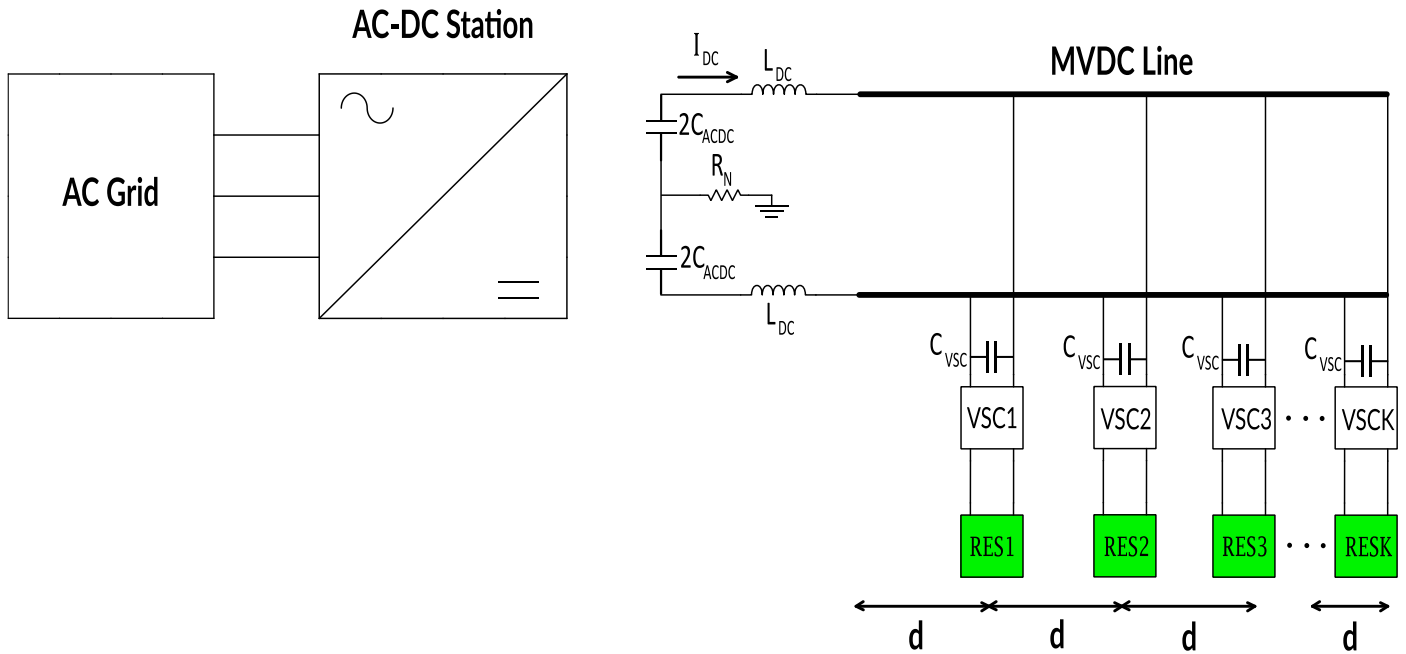 AC-DC Station
I_DC
L_DC
MVDC Line
2C_ACDC
R_N
AC Grid
2C_ACDC
L_DC
C_VSC C_VSC C_VSC C_VSC
VSC1 VSC2 VSC3 ··· VSCK
RES1 RES2 RES3 ··· RESK
d d d d